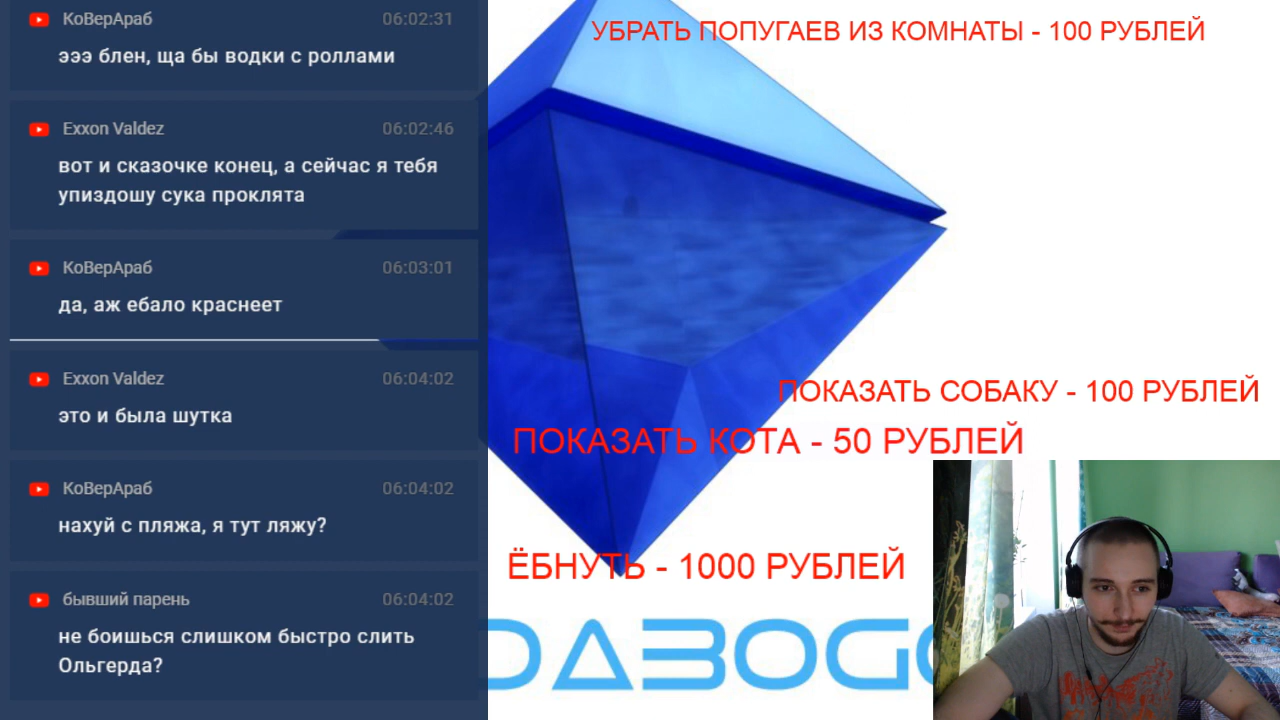 КоВерАраб 06:02:31
эээ блен, ща бы водки с роллами
Exxon Valdez 06:02:46
вот и сказочке конец, а сейчас я тебя
упиздошу сука проклята
КоВерАраб 06:03:01
да, аж ебало краснеет
Exxon Valdez 06:04:02
это и была шутка
КоВерАраб 06:04:02
нахуй с пляжа, я тут ляжу?
бывший парень 06:04:02
не боишься слишком быстро слить
Ольгерда?
УБРАТЬ ПОПУГАЕВ ИЗ КОМНАТЫ - 100 РУБЛЕЙ
ПОКАЗАТЬ СОБАКУ - 100 РУБЛЕЙ
ПОКАЗАТЬ КОТА - 50 РУБЛЕЙ
ЁБНУТЬ - 1000 РУБЛЕЙ